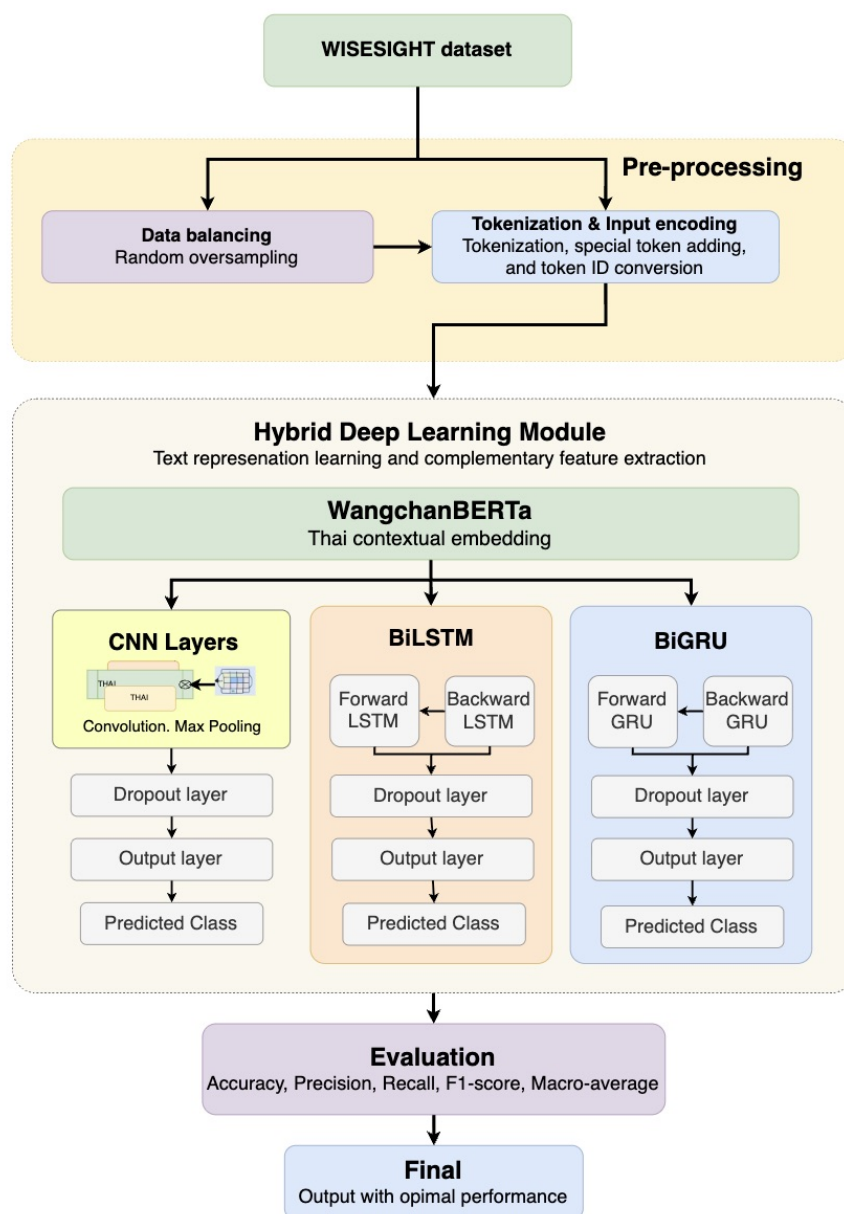 WISESIGHT dataset
Pre-processing
Data balancing
Random oversampling
Tokenization & Input encoding
Tokenization, special token adding,
and token ID conversion
Hybrid Deep Learning Module
Text represenation learning and complementary feature extraction
WangchanBERTa
Thai contextual embedding
CNN Layers
THAI
THAI
Convolution. Max Pooling
Dropout layer
Output layer
Predicted Class
BiLSTM
Forward
LSTM
Backward
LSTM
Dropout layer
Output layer
Predicted Class
BiGRU
Forward
GRU
Backward
GRU
Dropout layer
Output layer
Predicted Class
Evaluation
Accuracy, Precision, Recall, F1-score, Macro-average
Final
Output with opimal performance